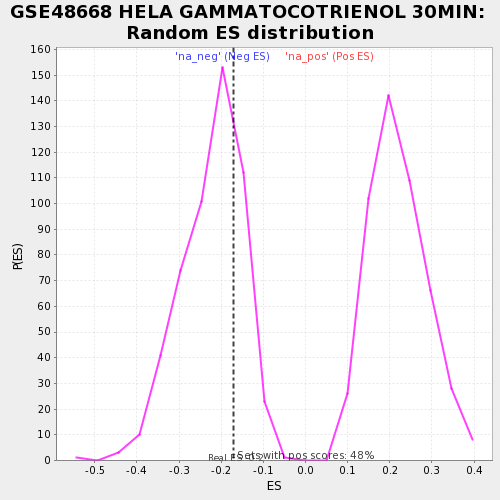 GSE48668 HELA GAMMATOCOTRIENOL 30MIN:
Random ES distribution
'na_neg' (Neg ES) 'na_pos' (Pos ES)
160
150
140
130
120
110
100
90
80
70
60
50
40
30
20
10
0
P(ES)
Sets with pos scores: 48%
Real ES
-0.5 -0.4 -0.3 -0.2 -0.1 0.0 0.1 0.2 0.3 0.4
ES